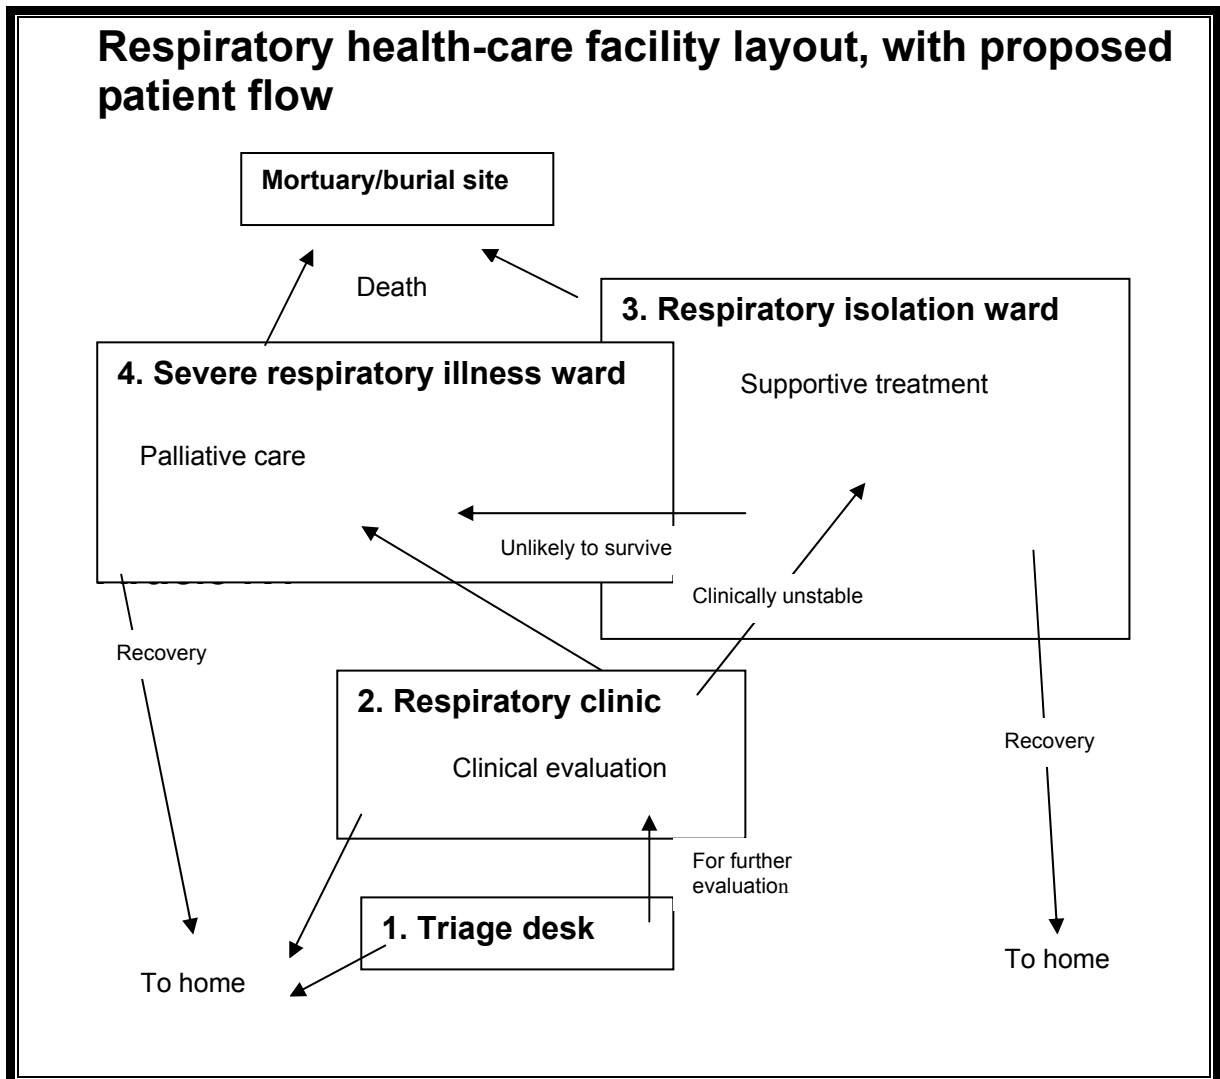 Respiratory health-care facility layout, with proposed
patient flow
Mortuary/burial site
Death
3. Respiratory isolation ward
4. Severe respiratory illness ward
Supportive treatment
Palliative care
Unlikely to survive
Clinically unstable
Recovery
2. Respiratory clinic
Recovery
Clinical evaluation
For further
evaluation
1. Triage desk
To home
To home